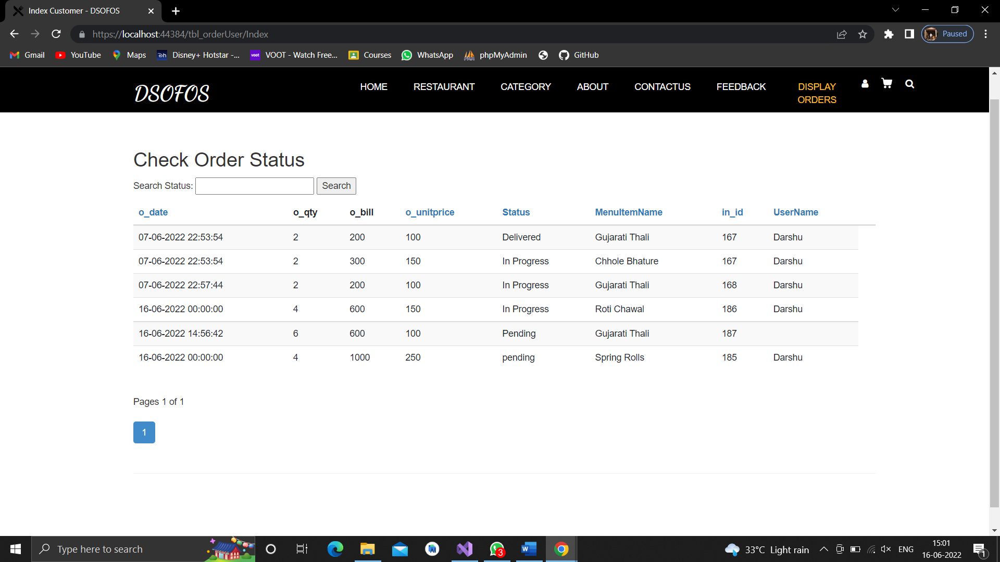 Index Customer - DSOFOS
https://localhost:44384/tbl_orderUser/Index
Paused
Gmail YouTube Maps Disney+ Hotstar -... VOOT - Watch Free... Courses WhatsApp phpMyAdmin GitHub
DSOFOS
HOME RESTAURANT CATEGORY ABOUT CONTACTUS FEEDBACK DISPLAY ORDERS
Check Order Status
Search Status: Search
o_date o_qty o_bill o_unitprice Status MenuItemName in_id UserName
07-06-2022 22:53:54 2 200 100 Delivered Gujarati Thali 167 Darshu
07-06-2022 22:53:54 2 300 150 In Progress Chhole Bhature 167 Darshu
07-06-2022 22:57:44 2 200 100 In Progress Gujarati Thali 168 Darshu
16-06-2022 00:00:00 4 600 150 In Progress Roti Chawal 186 Darshu
16-06-2022 14:56:42 6 600 100 Pending Gujarati Thali 187
16-06-2022 00:00:00 4 1000 250 pending Spring Rolls 185 Darshu
Pages 1 of 1
1
Type here to search
3
33°C Light rain
ENG
15:01
16-06-2022
1